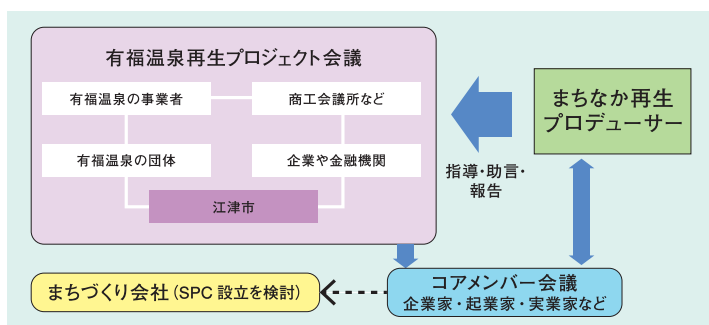 有福温泉再生プロジェクト会議
有福温泉の事業者
商工会議所など
有福温泉の団体
企業や金融機関
江津市
まちなか再生
プロデューサー
指導・助言・
報告
コアメンバー会議
企業家・起業家・実業家など
まちづくり会社（SPC 設立を検討）